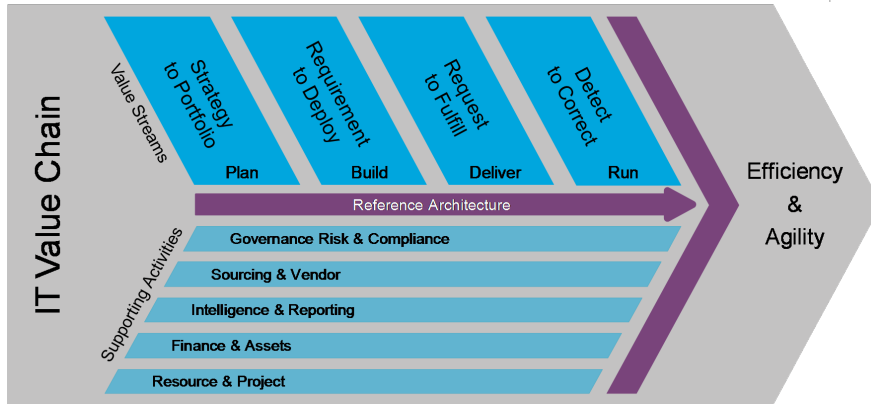 IT Value Chain
Value Streams
Strategy
to Portfolio
Plan
Requirement
to Deploy
Build
Request
to Fulfill
Deliver
Detect
to Correct
Run
Reference Architecture
Efficiency
&
Agility
Supporting Activities
Governance Risk & Compliance
Sourcing & Vendor
Intelligence & Reporting
Finance & Assets
Resource & Project